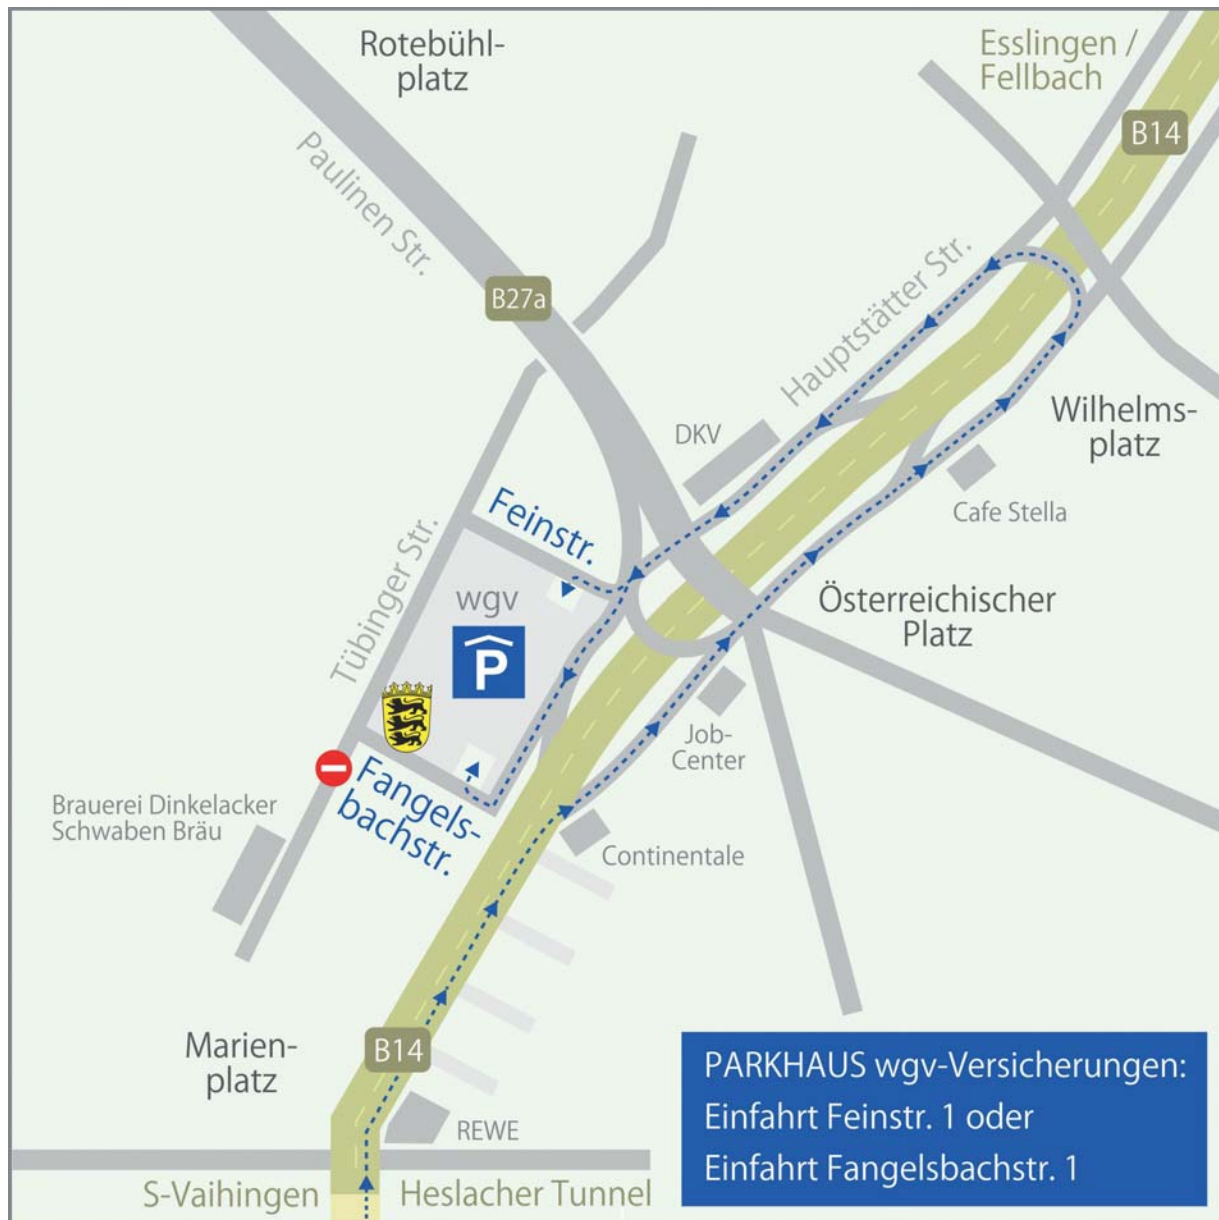 Rotebühl-
platz
Esslingen /
Fellbach
B14
Paulinen Str.
B27a
Hauptstätter Str.
DKV
Wilhelms-
platz
Cafe Stella
Feinstr.
Tübinger Str.
wgv
P
Österreichischer
Platz
Job-
Center
Fangels-
bachstr.
Brauerei Dinkelacker
Schwaben Bräu
Continentale
Marien-
platz
B14
REWE
PARKHAUS wgv-Versicherungen:
Einfahrt Feinstr. 1 oder
Einfahrt Fangelsbachstr. 1
S-Vaihingen
Heslacher Tunnel